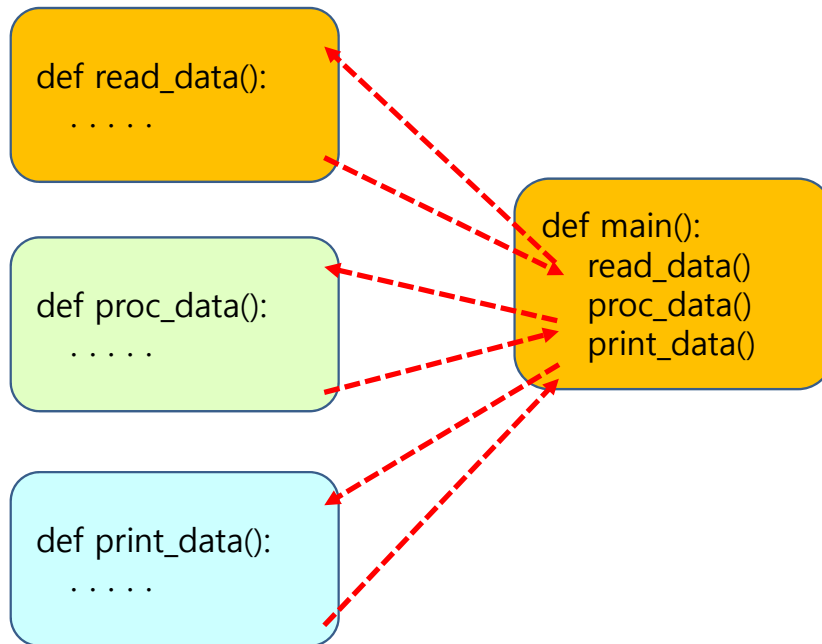 def read_data():
. . . . .
def proc_data():
. . . . .
def print_data():
. . . . .
def main():
read_data()
proc_data()
print_data()